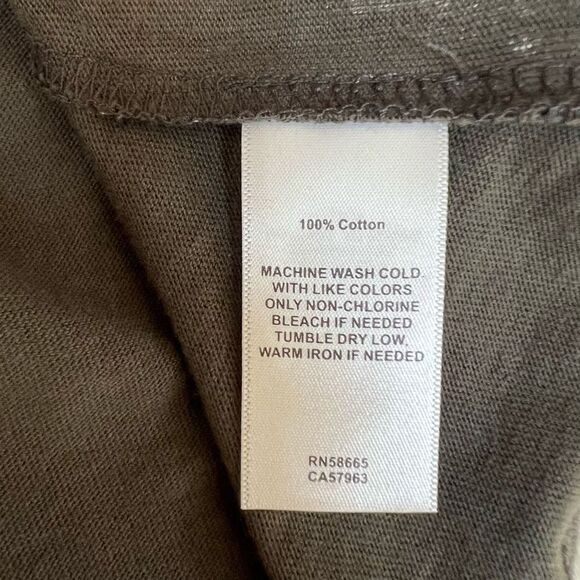 100% Cotton
MACHINE WASH COLD.
WITH LIKE COLORS
ONLY NON-CHLORINE
BLEACH IF NEEDED
TUMBLE DRY LOW,
WARM IRON IF NEEDED
RN58665
CA57963